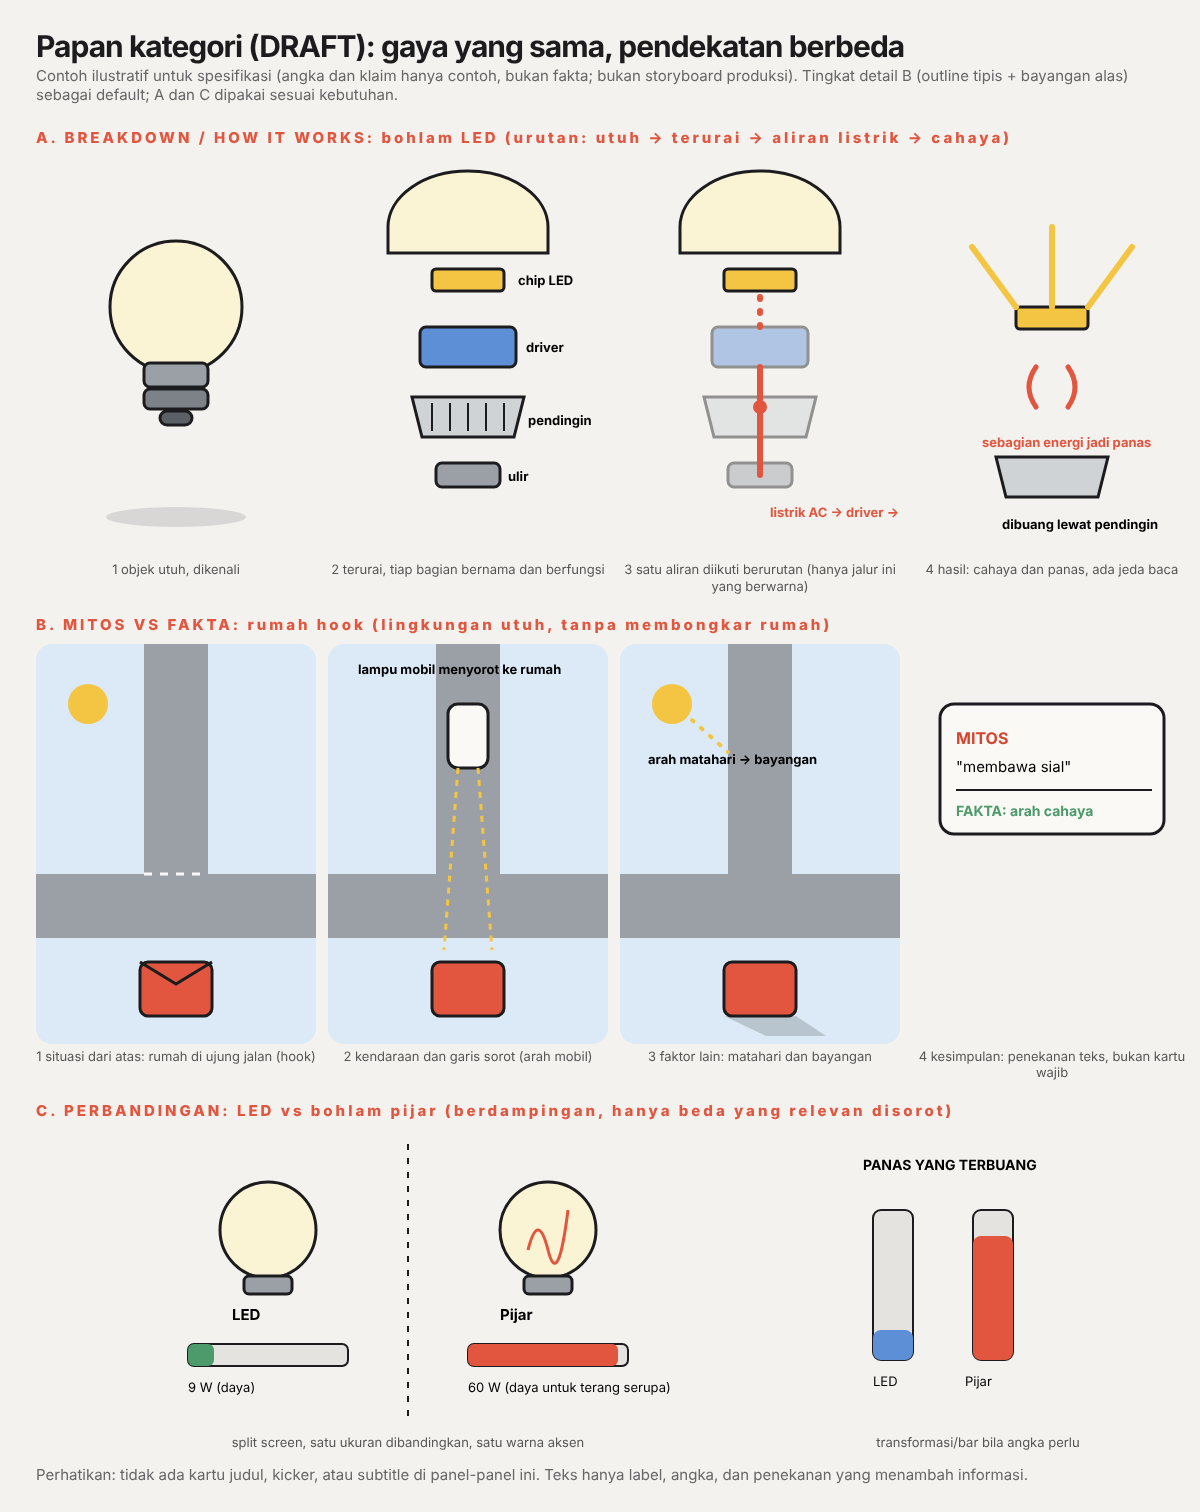 Papan kategori (DRAFT): gaya yang sama, pendekatan berbeda
Contoh ilustratif untuk spesifikasi (angka dan klaim hanya contoh, bukan fakta; bukan storyboard produksi). Tingkat detail B (outline tipis + bayangan alas)
sebagai default; A dan C dipakai sesuai kebutuhan.
A. BREAKDOWN / HOW IT WORKS: bohlam LED (urutan: utuh → terurai → aliran listrik → cahaya)
chip LED
driver
pendingin
ulir
listrik AC → driver →
sebagian energi jadi panas
dibuang lewat pendingin
1 objek utuh, dikenali
2 terurai, tiap bagian bernama dan berfungsi
3 satu aliran diikuti berurutan (hanya jalur ini
yang berwarna)
4 hasil: cahaya dan panas, ada jeda baca
B. MITOS VS FAKTA: rumah hook (lingkungan utuh, tanpa membongkar rumah)
lampu mobil menyorot ke rumah
arah matahari → bayangan
MITOS
"membawa sial"
FAKTA: arah cahaya
1 situasi dari atas: rumah di ujung jalan (hook)
2 kendaraan dan garis sorot (arah mobil)
3 faktor lain: matahari dan bayangan
4 kesimpulan: penekanan teks, bukan kartu
wajib
C. PERBANDINGAN: LED vs bohlam pijar (berdampingan, hanya beda yang relevan disorot)
LED
9 W (daya)
Pijar
60 W (daya untuk terang serupa)
PANAS YANG TERBUANG
LED
Pijar
split screen, satu ukuran dibandingkan, satu warna aksen
transformasi/bar bila angka perlu
Perhatikan: tidak ada kartu judul, kicker, atau subtitle di panel-panel ini. Teks hanya label, angka, dan penekanan yang menambah informasi.